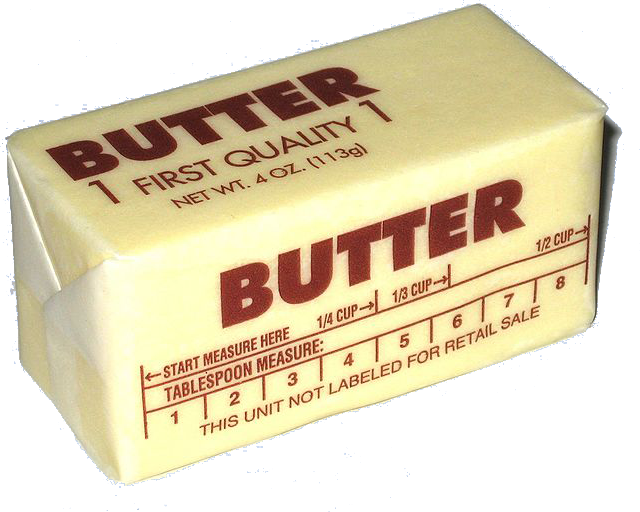 BUTTER
1 FIRST QUALITY 1
NET WT. 4 OZ. (113g)
BUTTER
←START MEASURE HERE 1/4 CUP→ 1/3 CUP→ 1/2 CUP→
TABLESPOON MEASURE:
1 2 3 4 5 6 7 8
THIS UNIT NOT LABELED FOR RETAIL SALE